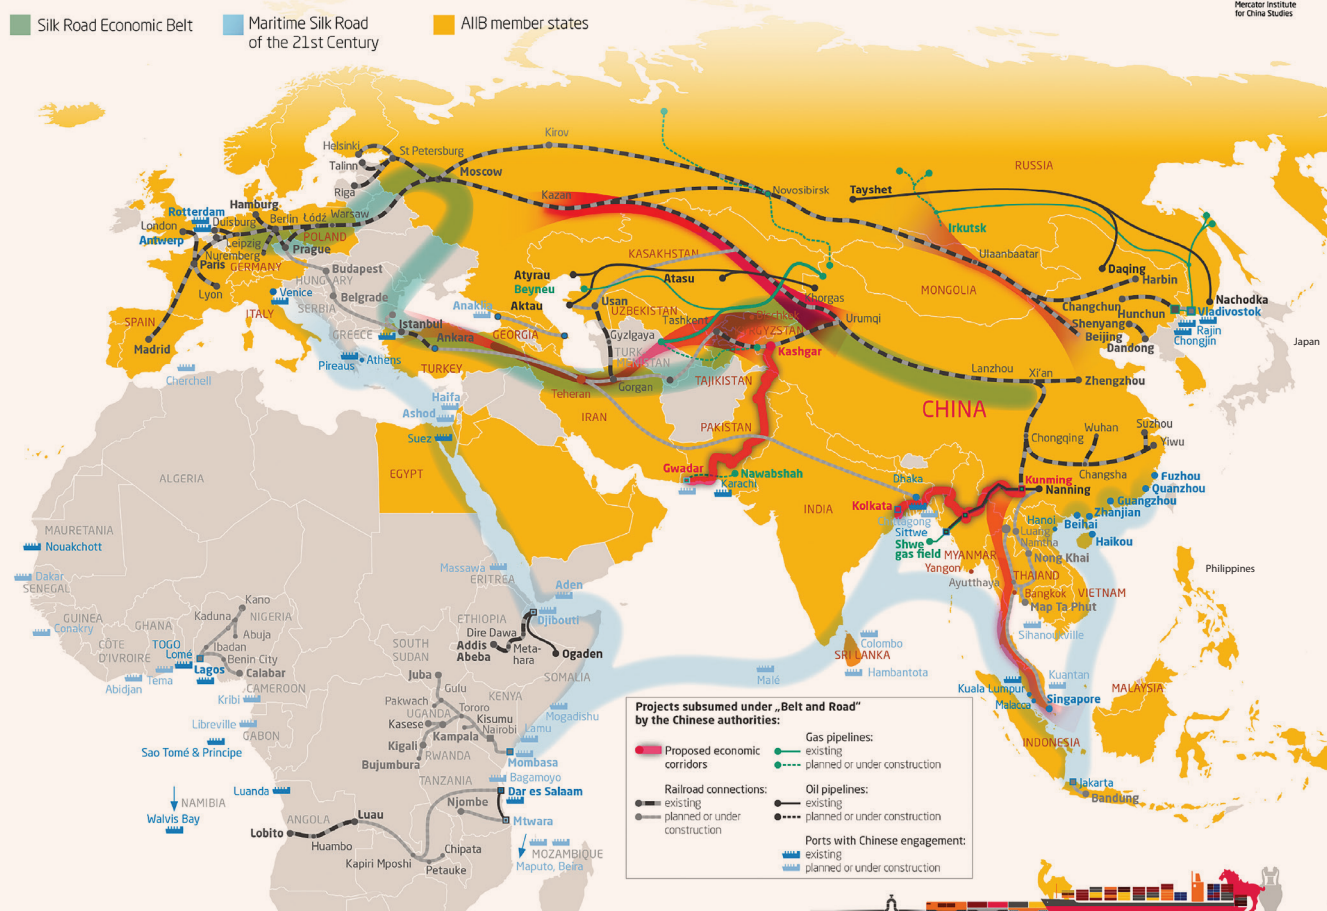 Mercator Institute
for China Studies
Silk Road Economic Belt
Maritime Silk Road
of the 21st Century
AIIB member states
Kirov
Helsinki
St Petersburg
Talinn
Moscow
RUSSIA
Riga
Kazan
Novosibirsk
Tayshet
Hamburg
Rotterdam
Duisburg
Berlin
Łódź
Warsaw
London
Antwerp
Leipzig
POLAND
Irkutsk
Nuremberg
Prague
Paris
GERMANY
KASAKHSTAN
Ulaanbaatar
Budapest
HUNGARY
Atyrau
Beyneu
Atasu
Daqing
Harbin
Lyon
Venice
Belgrade
Aktau
Usan
Khorgas
MONGOLIA
Changchun
Nachodka
ITALY
SERBIA
Anaklia
UZBEKISTAN
Hunchun
Vladivostok
SPAIN
Istanbul
Tashkent
Bischkek
Urumqi
Shenyang
Rajin
GREECE
Ankara
GEORGIA
Gyzlgaya
KYRGYZSTAN
Beijing
Chongjin
Madrid
TURK
MENISTAN
Kashgar
Dandong
Japan
Pireaus
Athens
TURKEY
Lanzhou
Xi'an
Zhengzhou
Cherchell
Teheran
Gorgan
TAJIKISTAN
Haifa
Ashod
IRAN
CHINA
Suez
PAKISTAN
Chongqing
Wuhan
Suzhou
Yiwu
EGYPT
Gwadar
Nawabshah
Karachi
Changsha
ALGERIA
Dhaka
Kunming
Nanning
Fuzhou
Quanzhou
INDIA
Kolkata
Chittagong
Guangzhou
Zhanjian
MAURETANIA
Nouakchott
Sittwe
Hanoi
Beihai
Shwe
gas field
Luang
Namtha
Haikou
MYANMAR
Nong Khai
Massawa
ERITREA
Yangon
Philippines
Dakar
SENEGAL
Aden
Ayutthaya
THAILAND
Bangkok
VIETNAM
Kano
Kaduna
NIGERIA
Djibouti
Map Ta Phut
GUINEA
Conakry
GHANA
ETHIOPIA
Dire Dawa
Sihanoukville
Abuja
Addis
Abeba
Meta-
hara
Ogaden
Colombo
CÔTE
D'IVROIRE
TOGO
Lomé
Ibadan
Benin City
SOUTH
SUDAN
SRI LANKA
Hambantota
Lagos
Calabar
Juba
SOMALIA
Malé
Kuantan
Abidjan
Tema
CAMEROON
Kribi
Gulu
KENYA
Kuala Lumpur
Malacca
Singapore
MALAYSIA
Pakwach
Tororo
Mogadishu
Libreville
GABON
UGANDA
Kisumu
Nairobi
Lamu
Kasese
Kampala
INDONESIA
Sao Tomé & Principe
Kigali
RWANDA
Mombasa
Bujumbura
Bagamoyo
TANZANIA
Jakarta
Luanda
Dar es Salaam
Bandung
NAMIBIA
Walvis Bay
Njombe
ANGOLA
Luau
Mtwara
Lobito
Huambo
Chipata
MOZAMBIQUE
Kapiri Mposhi
Petauke
Maputo, Beira
Projects subsumed under „Belt and Road"
by the Chinese authorities:
Proposed economic
corridors
Gas pipelines:
existing
planned or under construction
Railroad connections:
existing
planned or under
construction
Oil pipelines:
existing
planned or under construction
Ports with Chinese engagement:
existing
planned or under construction